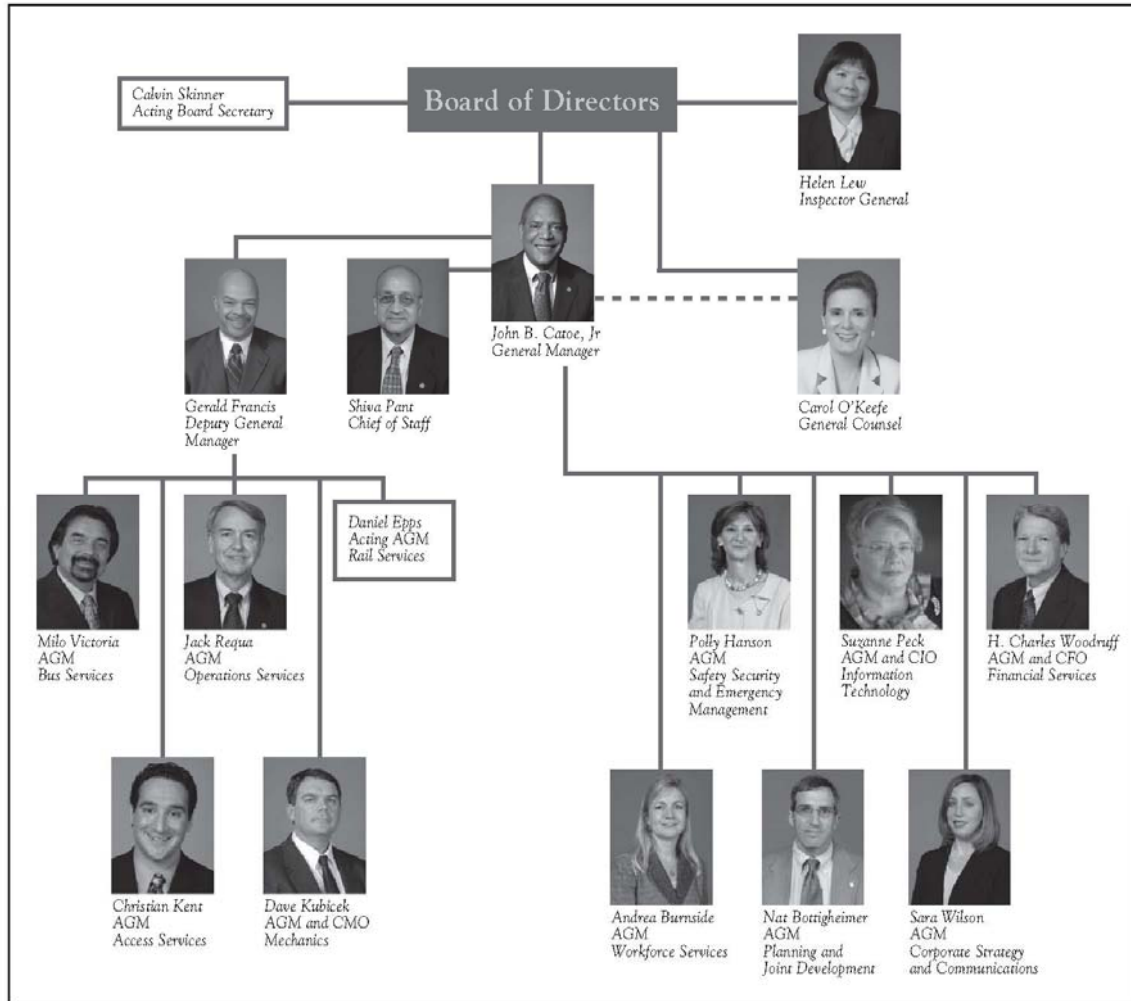 Calvin Skinner
Acting Board Secretary
Board of Directors
Helen Lew
Inspector General
John B. Catoe, Jr
General Manager
Gerald Francis
Deputy General
Manager
Shiva Pant
Chief of Staff
Carol O'Keefe
General Counsel
Milo Victoria
AGM
Bus Services
Jack Requa
AGM
Operations Services
Daniel Epps
Acting AGM
Rail Services
Polly Hanson
AGM
Safety Security
and Emergency
Management
Suzanne Peck
AGM and CIO
Information
Technology
H. Charles Woodruff
AGM and CFO
Financial Services
Christian Kent
AGM
Access Services
Dave Kubicek
AGM and CMO
Mechanics
Andrea Burnside
AGM
Workforce Services
Nat Bottigheimer
AGM
Planning and
Joint Development
Sara Wilson
AGM
Corporate Strategy
and Communications